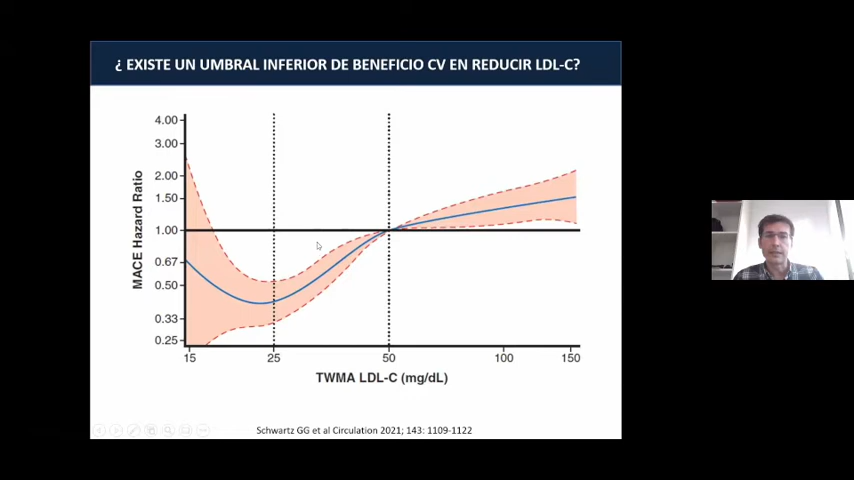 ¿ EXISTE UN UMBRAL INFERIOR DE BENEFICIO CV EN REDUCIR LDL-C?
4.00
3.00
2.00
1.50
1.00
0.67
0.50
0.33
0.25
MACE Hazard Ratio
15 25 50 100 150
TWMA LDL-C (mg/dL)
Schwartz GG et al Circulation 2021; 143: 1109-1122